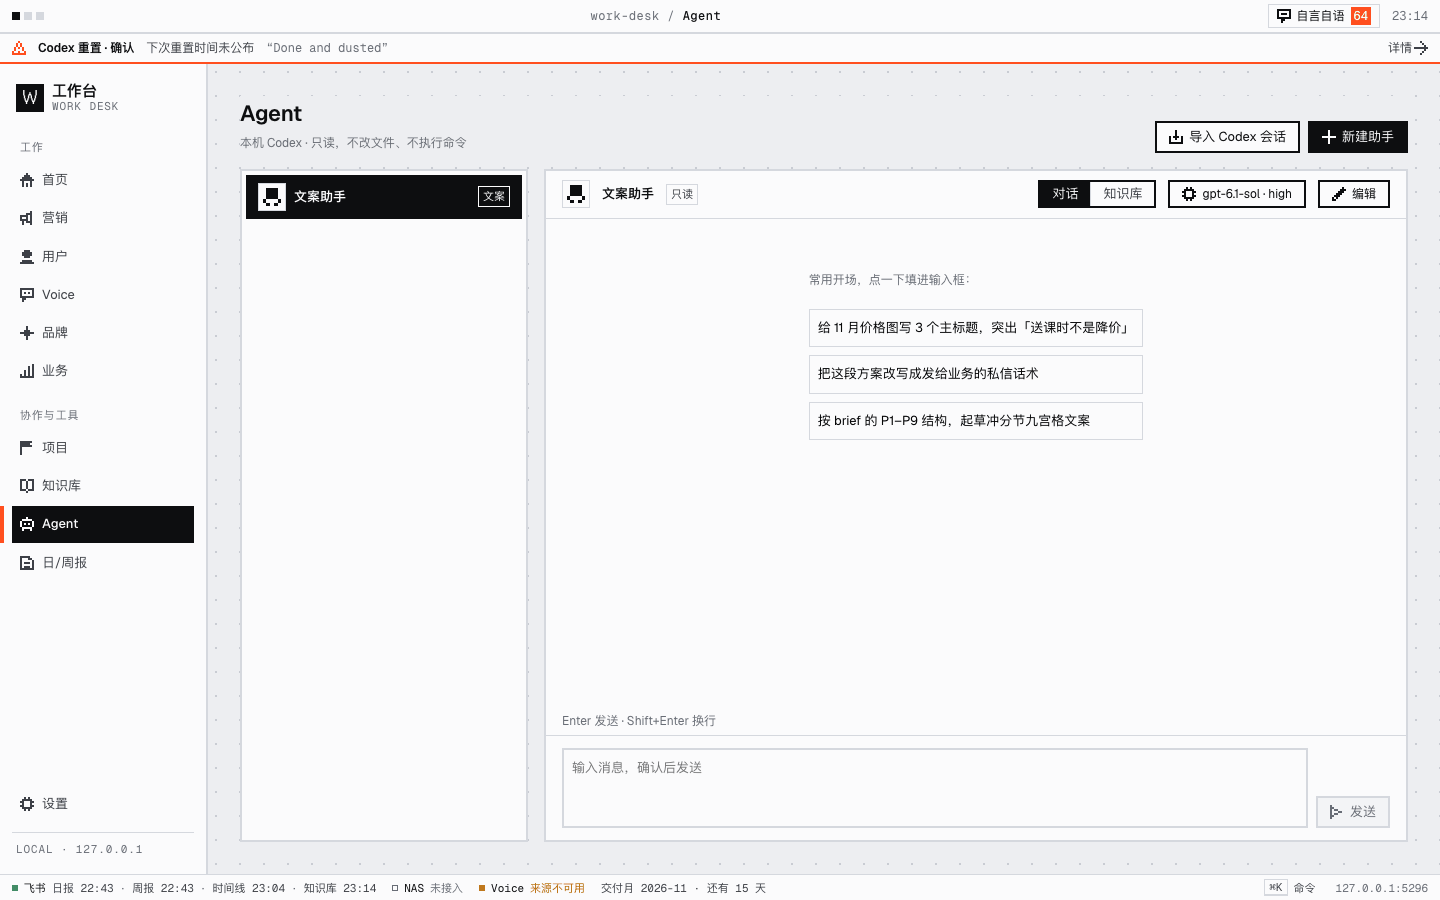 work-desk / Agent
自言自语 64
23:14
Codex 重置·确认 下次重置时间未公布 “Done and dusted”
详情
W
工作台
WORK DESK
工作
首页
营销
用户
Voice
品牌
业务
协作与工具
项目
知识库
Agent
日/周报
设置
LOCAL · 127.0.0.1
Agent
本机 Codex · 只读，不改文件、不执行命令
导入 Codex 会话
新建助手
文案助手
文案
文案助手
只读
对话
知识库
gpt-6.1-sol · high
编辑
常用开场，点一下填进输入框：
给 11 月价格图写 3 个主标题，突出「送课时不是降价」
把这段方案改写成发给业务的私信话术
按 brief 的 P1–P9 结构，起草冲分节九宫格文案
Enter 发送 · Shift+Enter 换行
输入消息，确认后发送
发送
飞书 日报 22:43 · 周报 22:43 · 时间线 23:04 · 知识库 23:14
NAS 未接入
Voice 来源不可用
交付月 2026-11 · 还有 15 天
⌘K 命令
127.0.0.1:5296